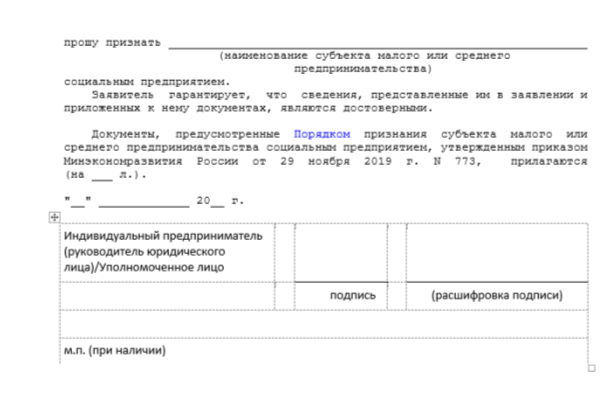 прошу признать ____________________
(наименование субъекта малого или среднего
предпринимательства)
социальным предприятием.
Заявитель гарантирует, что сведения, представленные им в заявлении и
приложенных к нему документах, являются достоверными.
Документы, предусмотренные Порядком признания субъекта малого или
среднего предпринимательства социальным предприятием, утвержденным приказом
Минэкономразвития России от 29 ноября 2019 г. N 773, прилагаются
(на ___ л.).
"__" _____________ 20__ г.
Индивидуальный предприниматель
(руководитель юридического
лица)/Уполномоченное лицо
подпись (расшифровка подписи)
м.п. (при наличии)